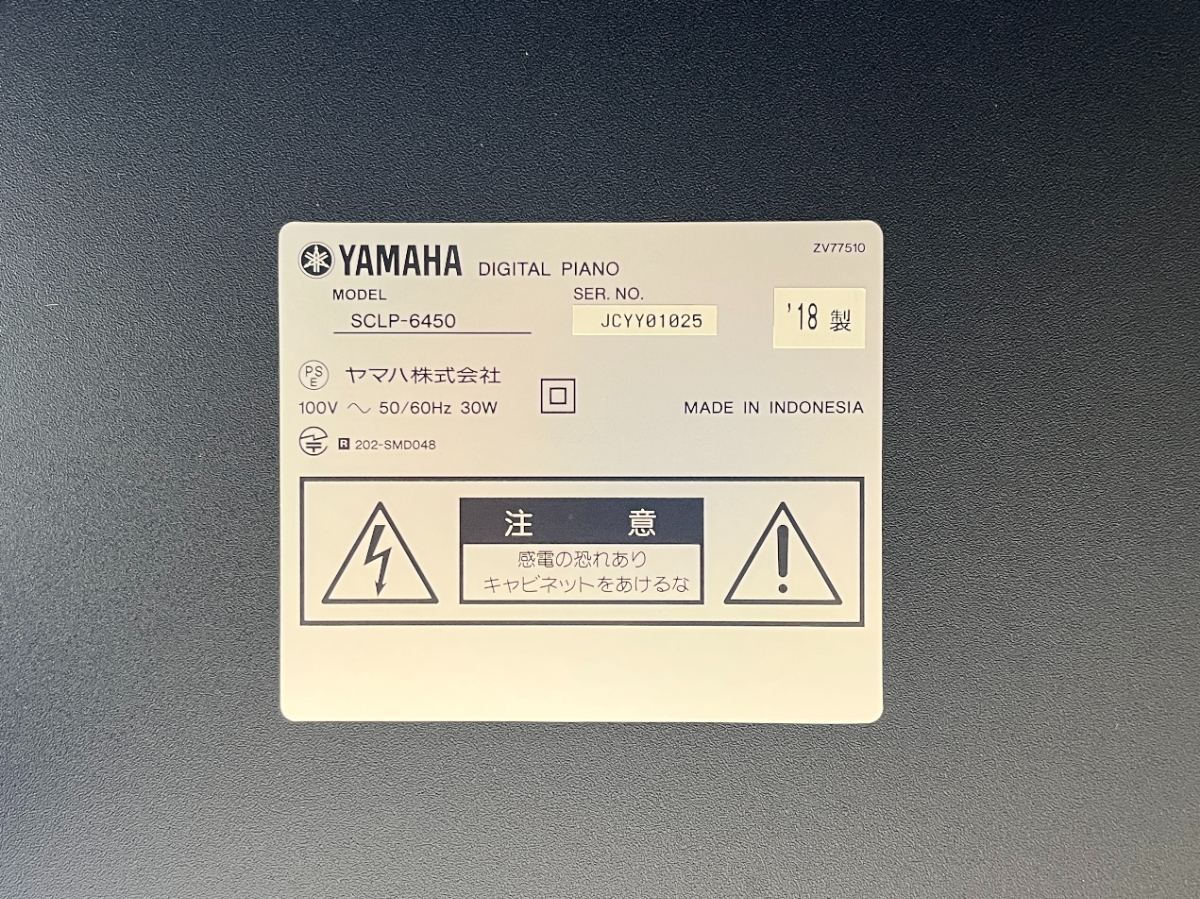 YAMAHA DIGITAL PIANO
ZV77510
MODEL
SCLP-6450
SER. NO.
JCYY01025
'18 製
PSE ヤマハ株式会社
100V ～ 50/60Hz 30W
MADE IN INDONESIA
R 202-SMD048
注 意
感電の恐れあり
キャビネットをあけるな